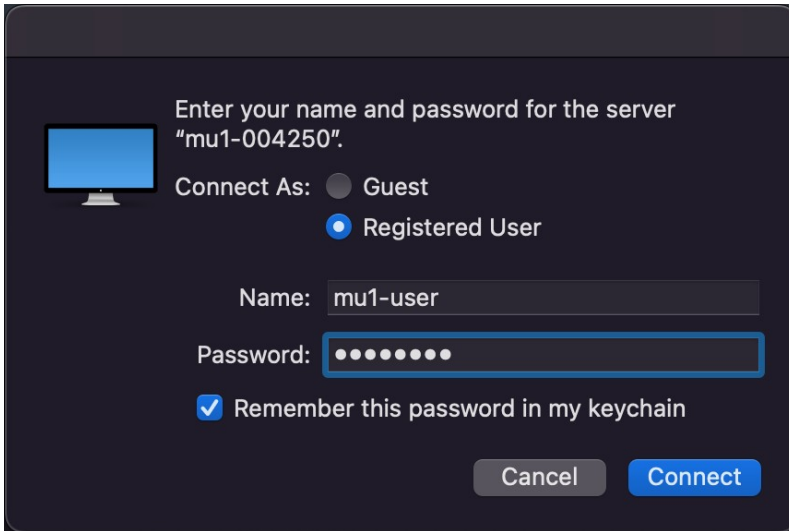 Enter your name and password for the server
“mu1-004250”.
Connect As: Guest
Registered User
Name: mu1-user
Password: ••••••••
Remember this password in my keychain
Cancel Connect